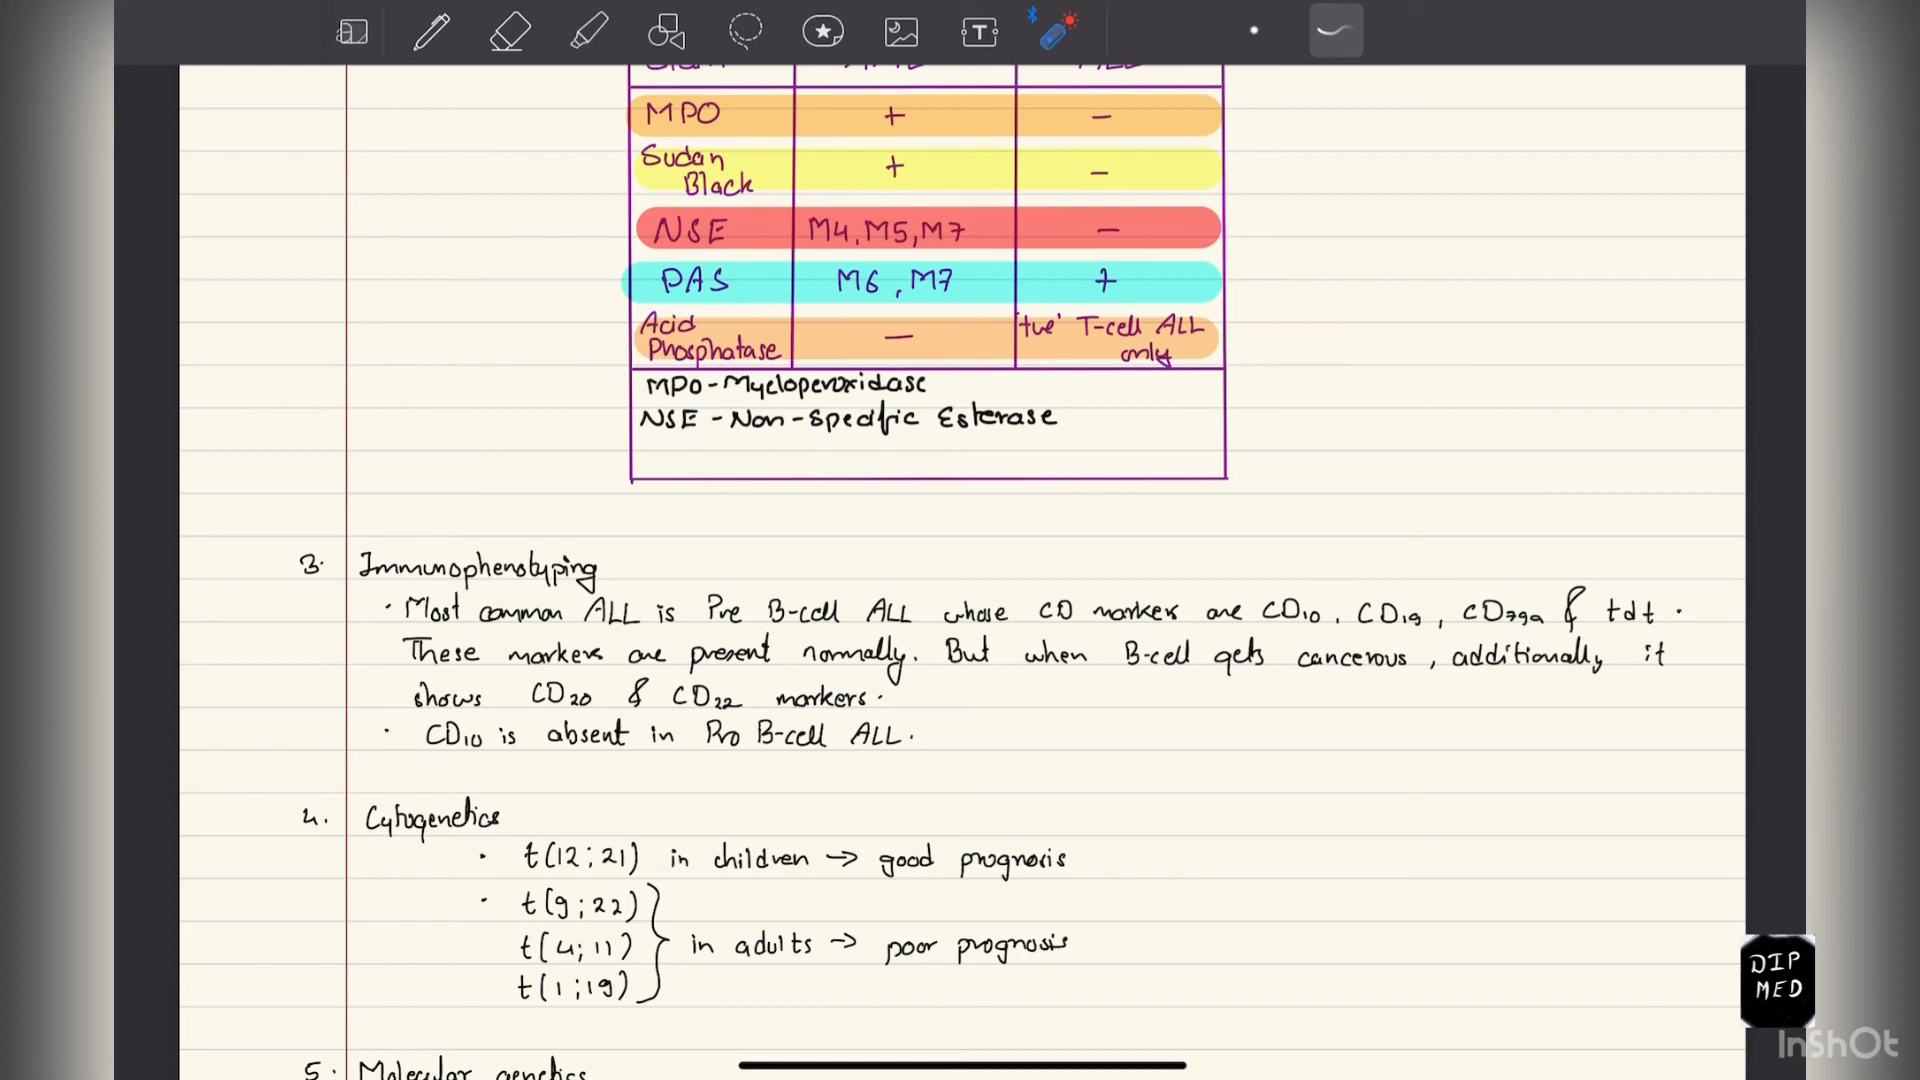 T
MPO + -
Sudan Black + -
NSE M4, M5, M7 -
PAS M6, M7 +
Acid Phosphatase - '+ve' T-cell ALL only
MPO - Myeloperoxidase
NSE - Non-Specific Esterase
3. Immunophenotyping
· Most common ALL is Pre B-cell ALL whose CD markers are CD10, CD19, CD79a & tdt.
These markers are present normally. But when B-cell gets cancerous, additionally it
shows CD20 & CD22 markers.
· CD10 is absent in Pro B-cell ALL.
4. Cytogenetics
· t(12;21) in children → good prognosis
· t(9;22)
t(4;11) in adults → poor prognosis
t(1;19)
5. Molecular genetics
DIP
MED
InShOt